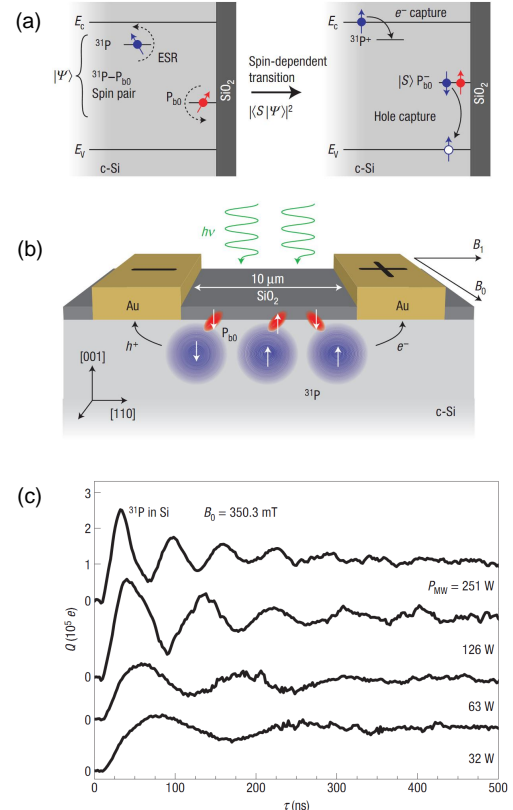 (a)
E_c
³¹P
ESR
|Ψ⟩
³¹P–P_b0
Spin pair
P_b0
SiO₂
E_V
c-Si
Spin-dependent
transition
|⟨S|Ψ⟩|²
E_c
e⁻ capture
³¹P+
|S⟩ P_b0⁻
SiO₂
Hole capture
E_V
c-Si
(b)
hν
B₁
B₀
–
+
10 μm
SiO₂
Au
Au
P_b0
h⁺
e⁻
[001]
[110]
³¹P
c-Si
(c)
³¹P in Si
B₀ = 350.3 mT
P_MW = 251 W
126 W
63 W
32 W
Q (10⁵ e)
3
2
1
0
0
0
0
0 100 200 300 400 500
τ (ns)